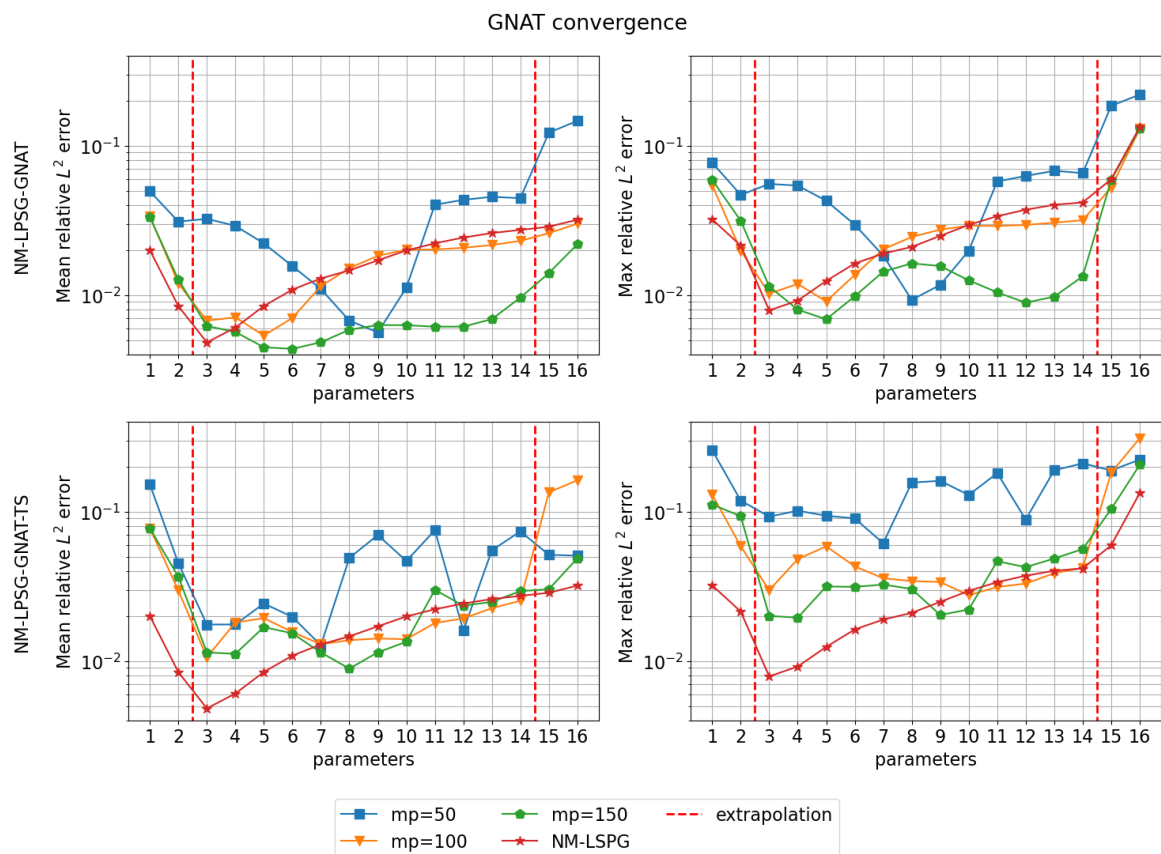 GNAT convergence
NM-LPSG-GNAT
Mean relative L² error
10⁻¹
10⁻²
1 2 3 4 5 6 7 8 9 10 11 12 13 14 15 16
parameters
Max relative L² error
10⁻¹
10⁻²
1 2 3 4 5 6 7 8 9 10 11 12 13 14 15 16
parameters
NM-LPSG-GNAT-TS
Mean relative L² error
10⁻¹
10⁻²
1 2 3 4 5 6 7 8 9 10 11 12 13 14 15 16
parameters
Max relative L² error
10⁻¹
10⁻²
1 2 3 4 5 6 7 8 9 10 11 12 13 14 15 16
parameters
mp=50
mp=100
mp=150
NM-LSPG
extrapolation